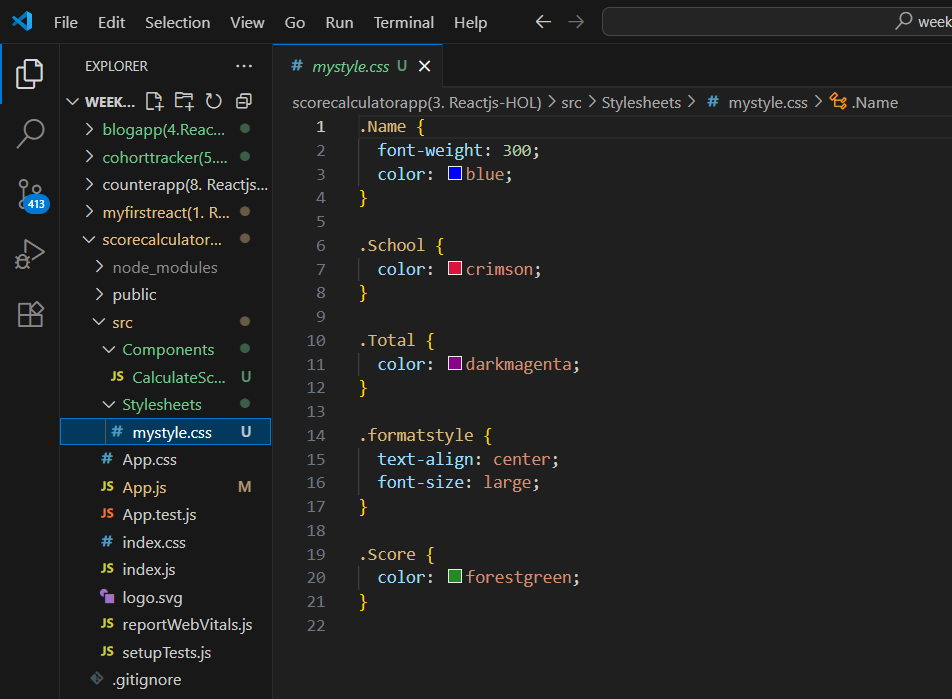 File Edit Selection View Go Run Terminal Help week
EXPLORER ...
WEEK...
blogapp(4.Reac...
cohorttracker(5....
counterapp(8. Reactjs...
myfirstreact(1. R...
scorecalculator...
node_modules
public
src
Components
JS CalculateSc... U
Stylesheets
# mystyle.css U
# App.css
JS App.js M
JS App.test.js
# index.css
JS index.js
logo.svg
JS reportWebVitals.js
JS setupTests.js
.gitignore
413
# mystyle.css U
scorecalculatorapp(3. Reactjs-HOL) > src > Stylesheets > # mystyle.css > .Name
1 .Name {
2 font-weight: 300;
3 color: blue;
4 }
5
6 .School {
7 color: crimson;
8 }
9
10 .Total {
11 color: darkmagenta;
12 }
13
14 .formatstyle {
15 text-align: center;
16 font-size: large;
17 }
18
19 .Score {
20 color: forestgreen;
21 }
22